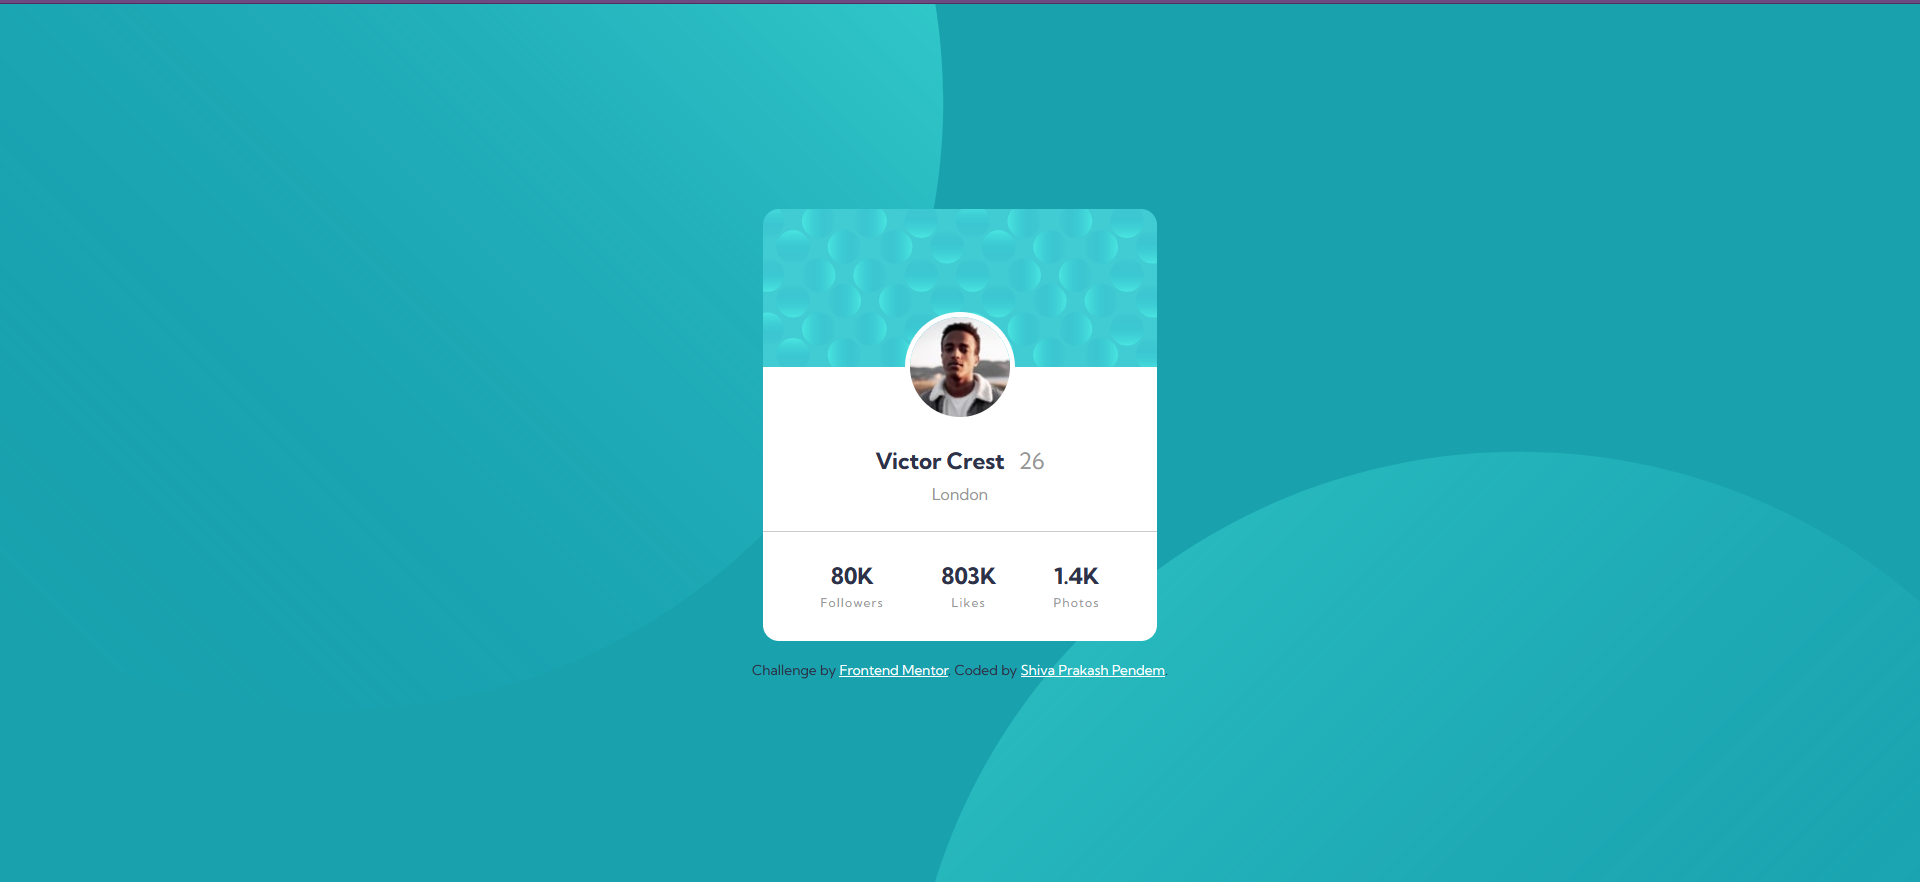 Victor Crest 26
London
80K 803K 1.4K
Followers Likes Photos
Challenge by Frontend Mentor Coded by Shiva Prakash Pendem.